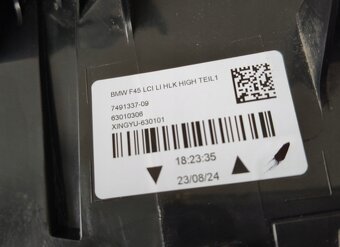 BMW F45 LCI LI HLK HIGH TEIL1
7491337-09
63010306
XINGYU-630101
18:23:35
23/08/24